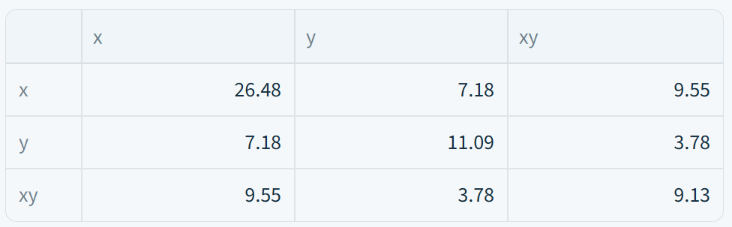 x y xy
x 26.48 7.18 9.55
y 7.18 11.09 3.78
xy 9.55 3.78 9.13